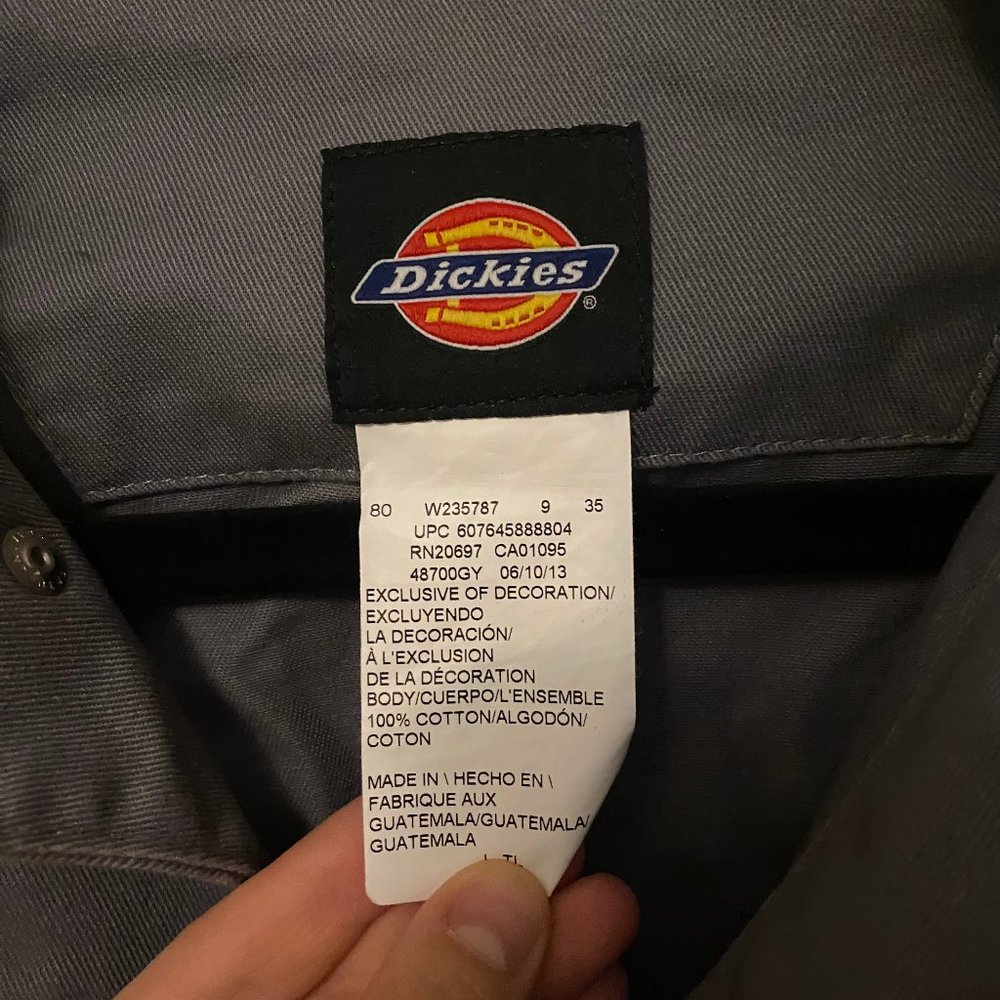 Dickies
®
80 W235787 9 35
UPC 607645888804
RN20697 CA01095
48700GY 06/10/13
EXCLUSIVE OF DECORATION/
EXCLUYENDO
LA DECORACIÓN/
À L'EXCLUSION
DE LA DÉCORATION
BODY/CUERPO/L'ENSEMBLE
100% COTTON/ALGODÓN/
COTON
MADE IN \ HECHO EN \
FABRIQUE AUX
GUATEMALA/GUATEMALA/
GUATEMALA